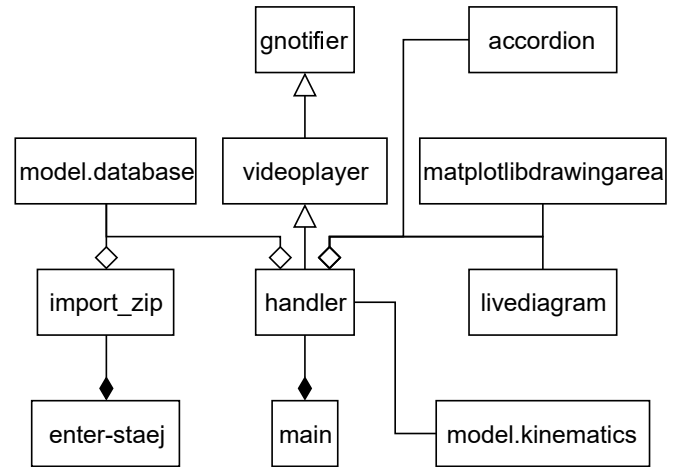 gnotifier
accordion
model.database
videoplayer
matplotlibdrawingarea
import_zip
handler
livediagram
enter-staej
main
model.kinematics